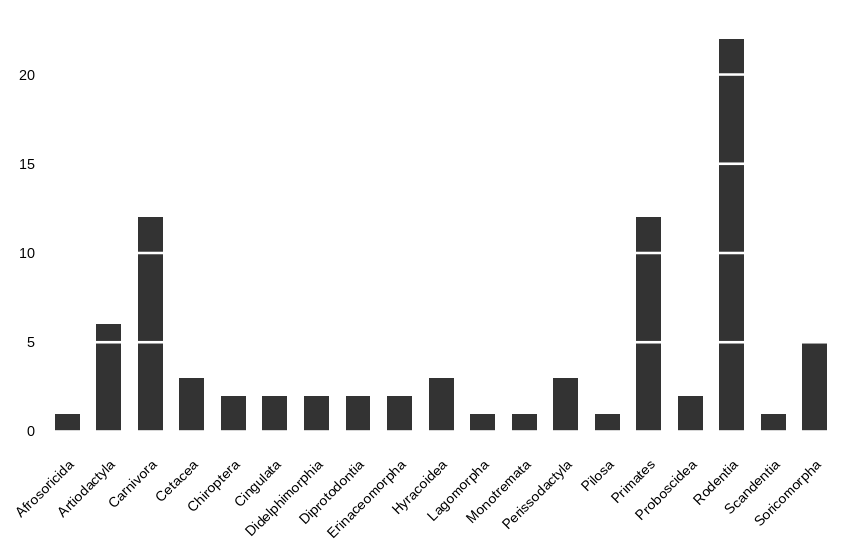 20
15
10
5
0
Afrosoricida
Artiodactyla
Carnivora
Cetacea
Chiroptera
Cingulata
Didelphimorphia
Diprotodontia
Erinaceomorpha
Hyracoidea
Lagomorpha
Monotremata
Perissodactyla
Pilosa
Primates
Proboscidea
Rodentia
Scandentia
Soricomorpha